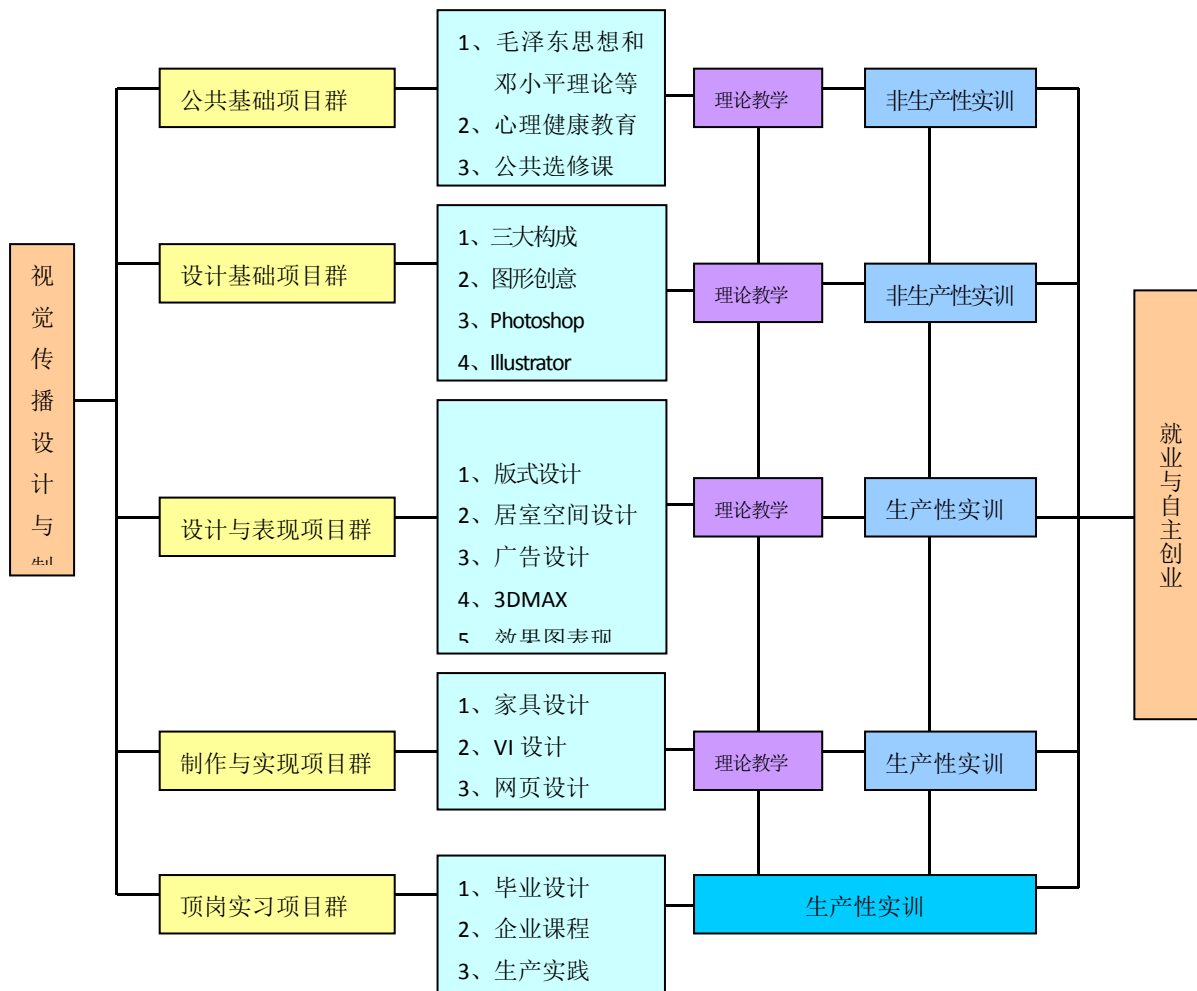 视觉传播设计与制
公共基础项目群
1、毛泽东思想和
邓小平理论等
2、心理健康教育
3、公共选修课
理论教学
非生产性实训
设计基础项目群
1、三大构成
2、图形创意
3、Photoshop
4、Illustrator
理论教学
非生产性实训
设计与表现项目群
1、版式设计
2、居室空间设计
3、广告设计
4、3DMAX
5、效果图表现
理论教学
生产性实训
制作与实现项目群
1、家具设计
2、VI 设计
3、网页设计
理论教学
生产性实训
顶岗实习项目群
1、毕业设计
2、企业课程
3、生产实践
生产性实训
就业与自主创业